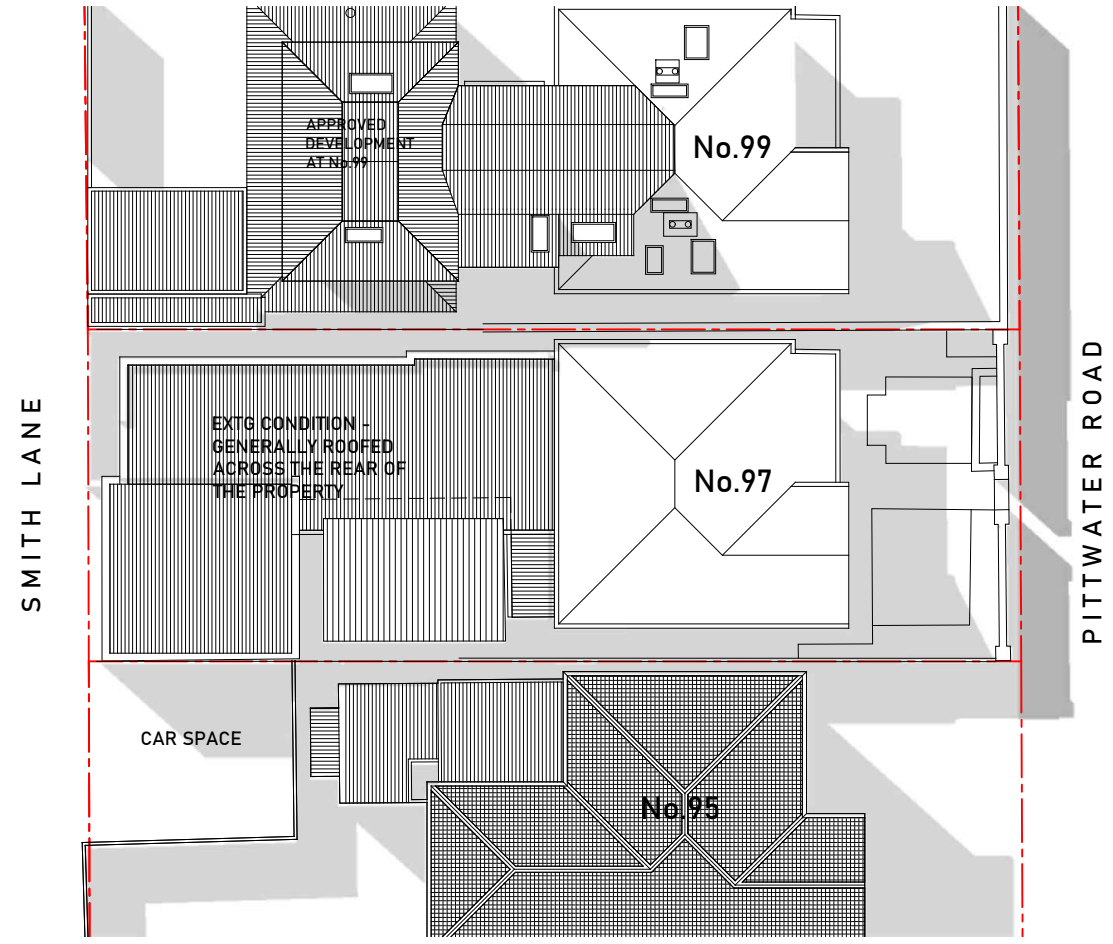 APPROVED
DEVELOPMENT
AT No.99
No.99
SMITH LANE
EXTG CONDITION -
GENERALLY ROOFED
ACROSS THE REAR OF
THE PROPERTY
No.97
PITTWATER ROAD
CAR SPACE
No.95